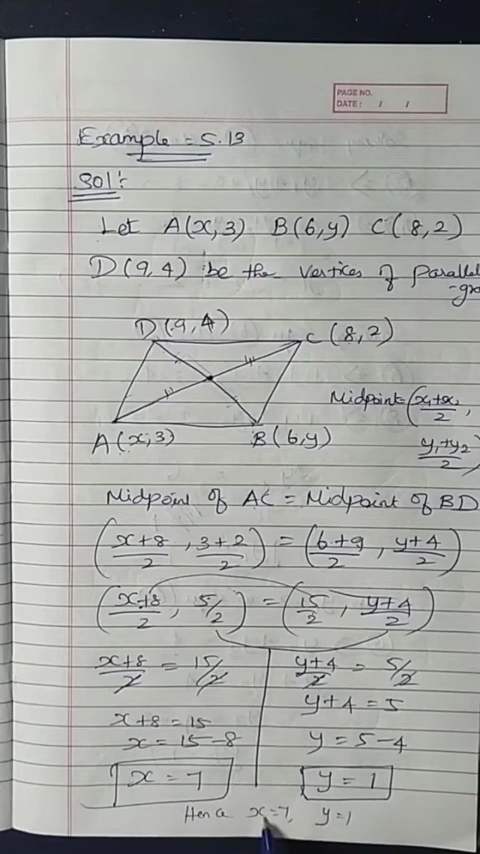 PAGE NO.
DATE: / /
Example = 5.13
Sol:
Let A(x,3) B(6,y) C(8,2)
D(9,4) be the vertices of Parallel
-gra
D(9,4) C(8,2)
Midpoint=(x₁+x₂/2,
y₁+y₂/2)
A(x,3) B(6,y)
Midpoint of AC = Midpoint of BD
(x+8/2, 3+2/2) = (6+9/2, y+4/2)
(x+8/2, 5/2) = (15/2, y+4/2)
x+8/2 = 15/2 y+4/2 = 5/2
x+8 = 15 y+4 = 5
x = 15-8 y = 5-4
x = 7 y = 1
Hence x=7, y=1